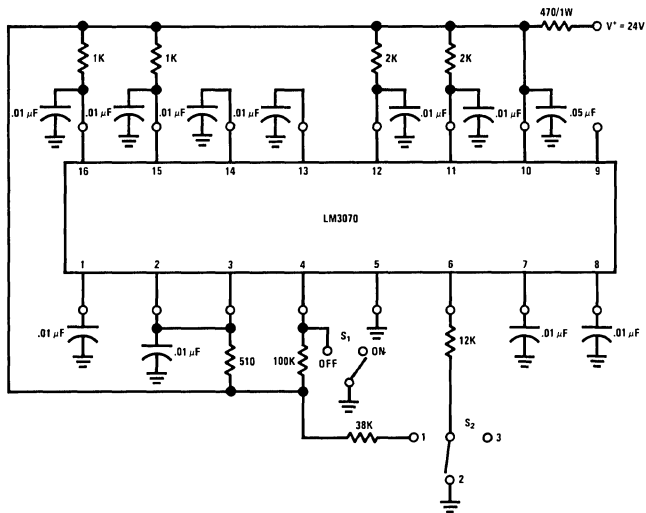 470/1W
V⁺ = 24V
1K 1K 2K 2K
.01 µF .01 µF .01 µF .01 µF .01 µF .01 µF .05 µF
16 15 14 13 12 11 10 9
LM3070
1 2 3 4 5 6 7 8
.01 µF .01 µF 510 100K S₁ OFF ON 12K .01 µF .01 µF
38K 1 S₂ 3
2